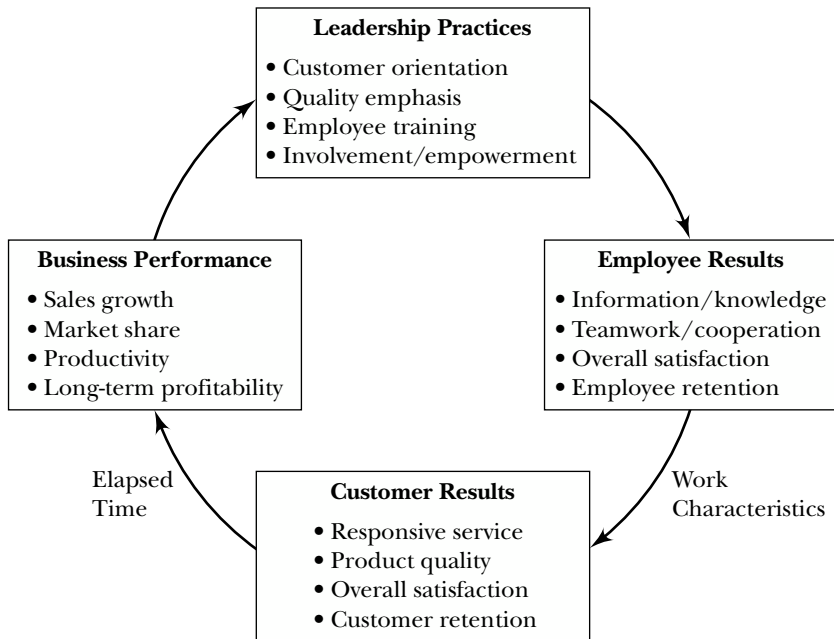 Leadership Practices
• Customer orientation
• Quality emphasis
• Employee training
• Involvement/empowerment
Business Performance
• Sales growth
• Market share
• Productivity
• Long-term profitability
Employee Results
• Information/knowledge
• Teamwork/cooperation
• Overall satisfaction
• Employee retention
Elapsed
Time
Work
Characteristics
Customer Results
• Responsive service
• Product quality
• Overall satisfaction
• Customer retention